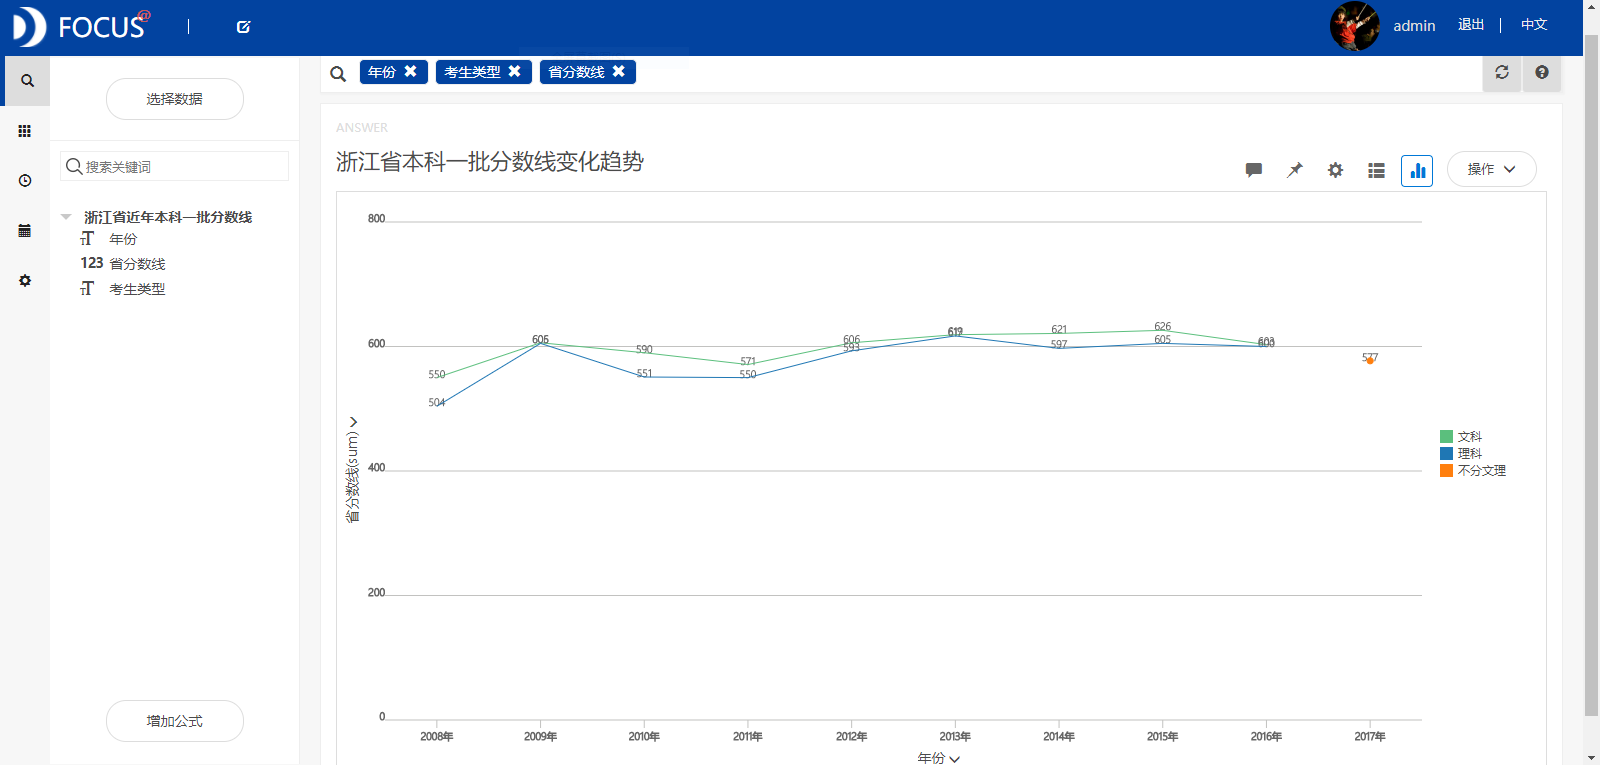 FOCUS@
admin
退出
中文
年份
考生类型
省分数线
选择数据
搜索关键词
浙江省近年本科一批分数线
TT 年份
123 省分数线
TT 考生类型
增加公式
ANSWER
浙江省本科一批分数线变化趋势
操作
800
600
400
200
0
省分数线(sum)
550
590
571
606
621
626
504
551
550
593
597
605
600
577
文科
理科
不分文理
2008年
2009年
2010年
2011年
2012年
2013年
2014年
2015年
2016年
2017年
年份